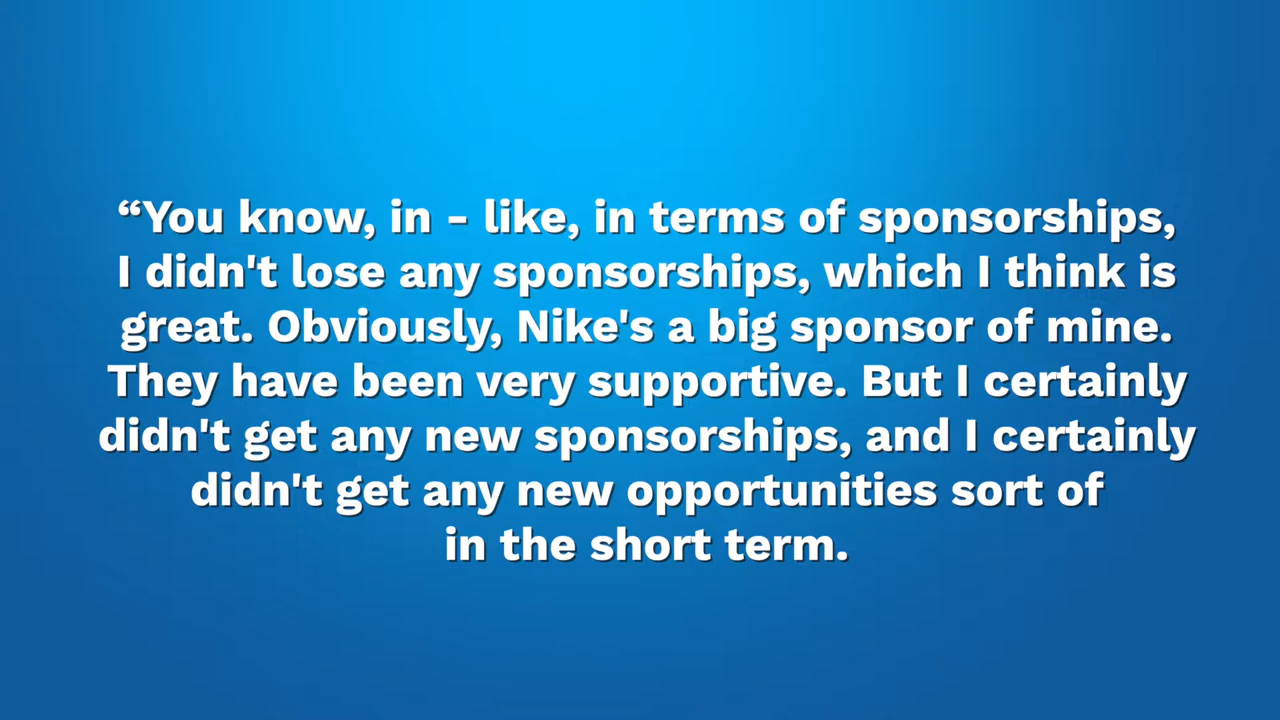 “You know, in - like, in terms of sponsorships,
I didn't lose any sponsorships, which I think is
great. Obviously, Nike's a big sponsor of mine.
They have been very supportive. But I certainly
didn't get any new sponsorships, and I certainly
didn't get any new opportunities sort of
in the short term.